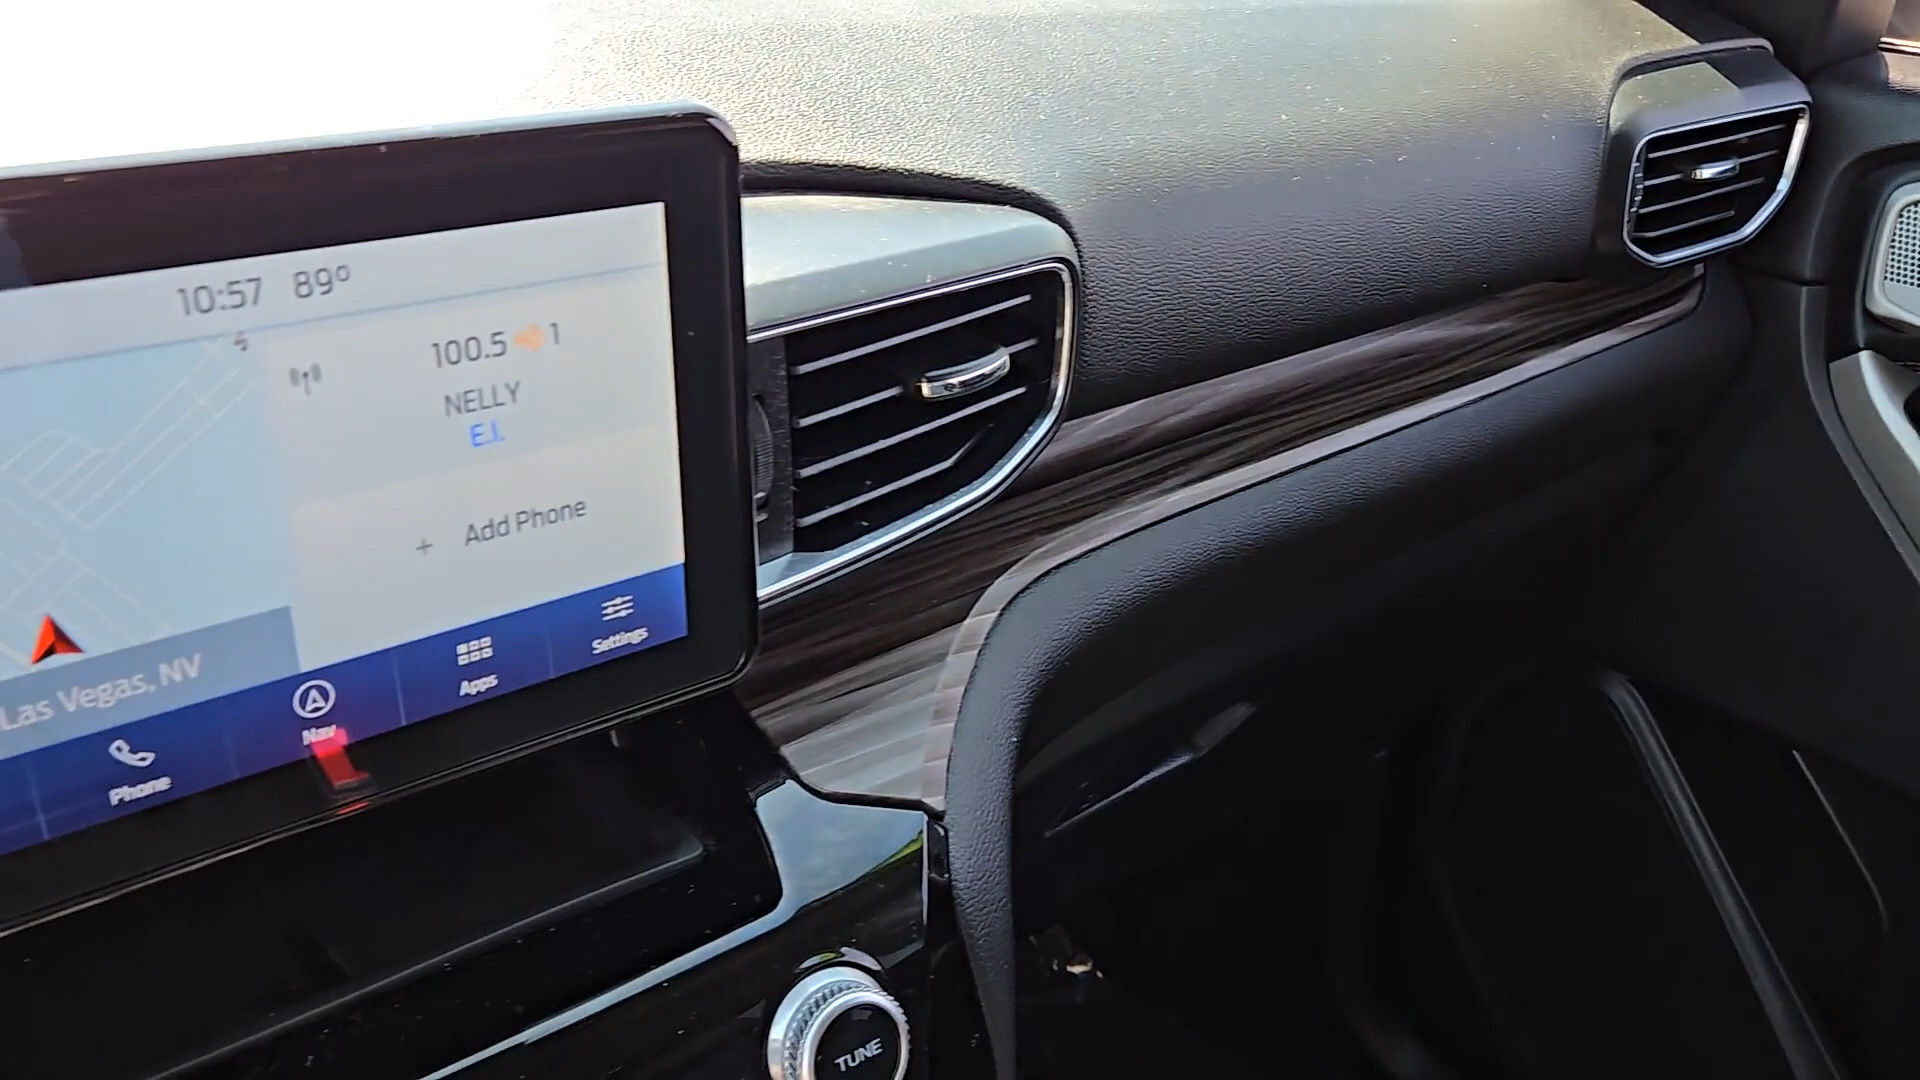 10:57 89°
100.5 1
NELLY
E.I.
+ Add Phone
Las Vegas, NV
Phone
Nav
Apps
Settings
TUNE